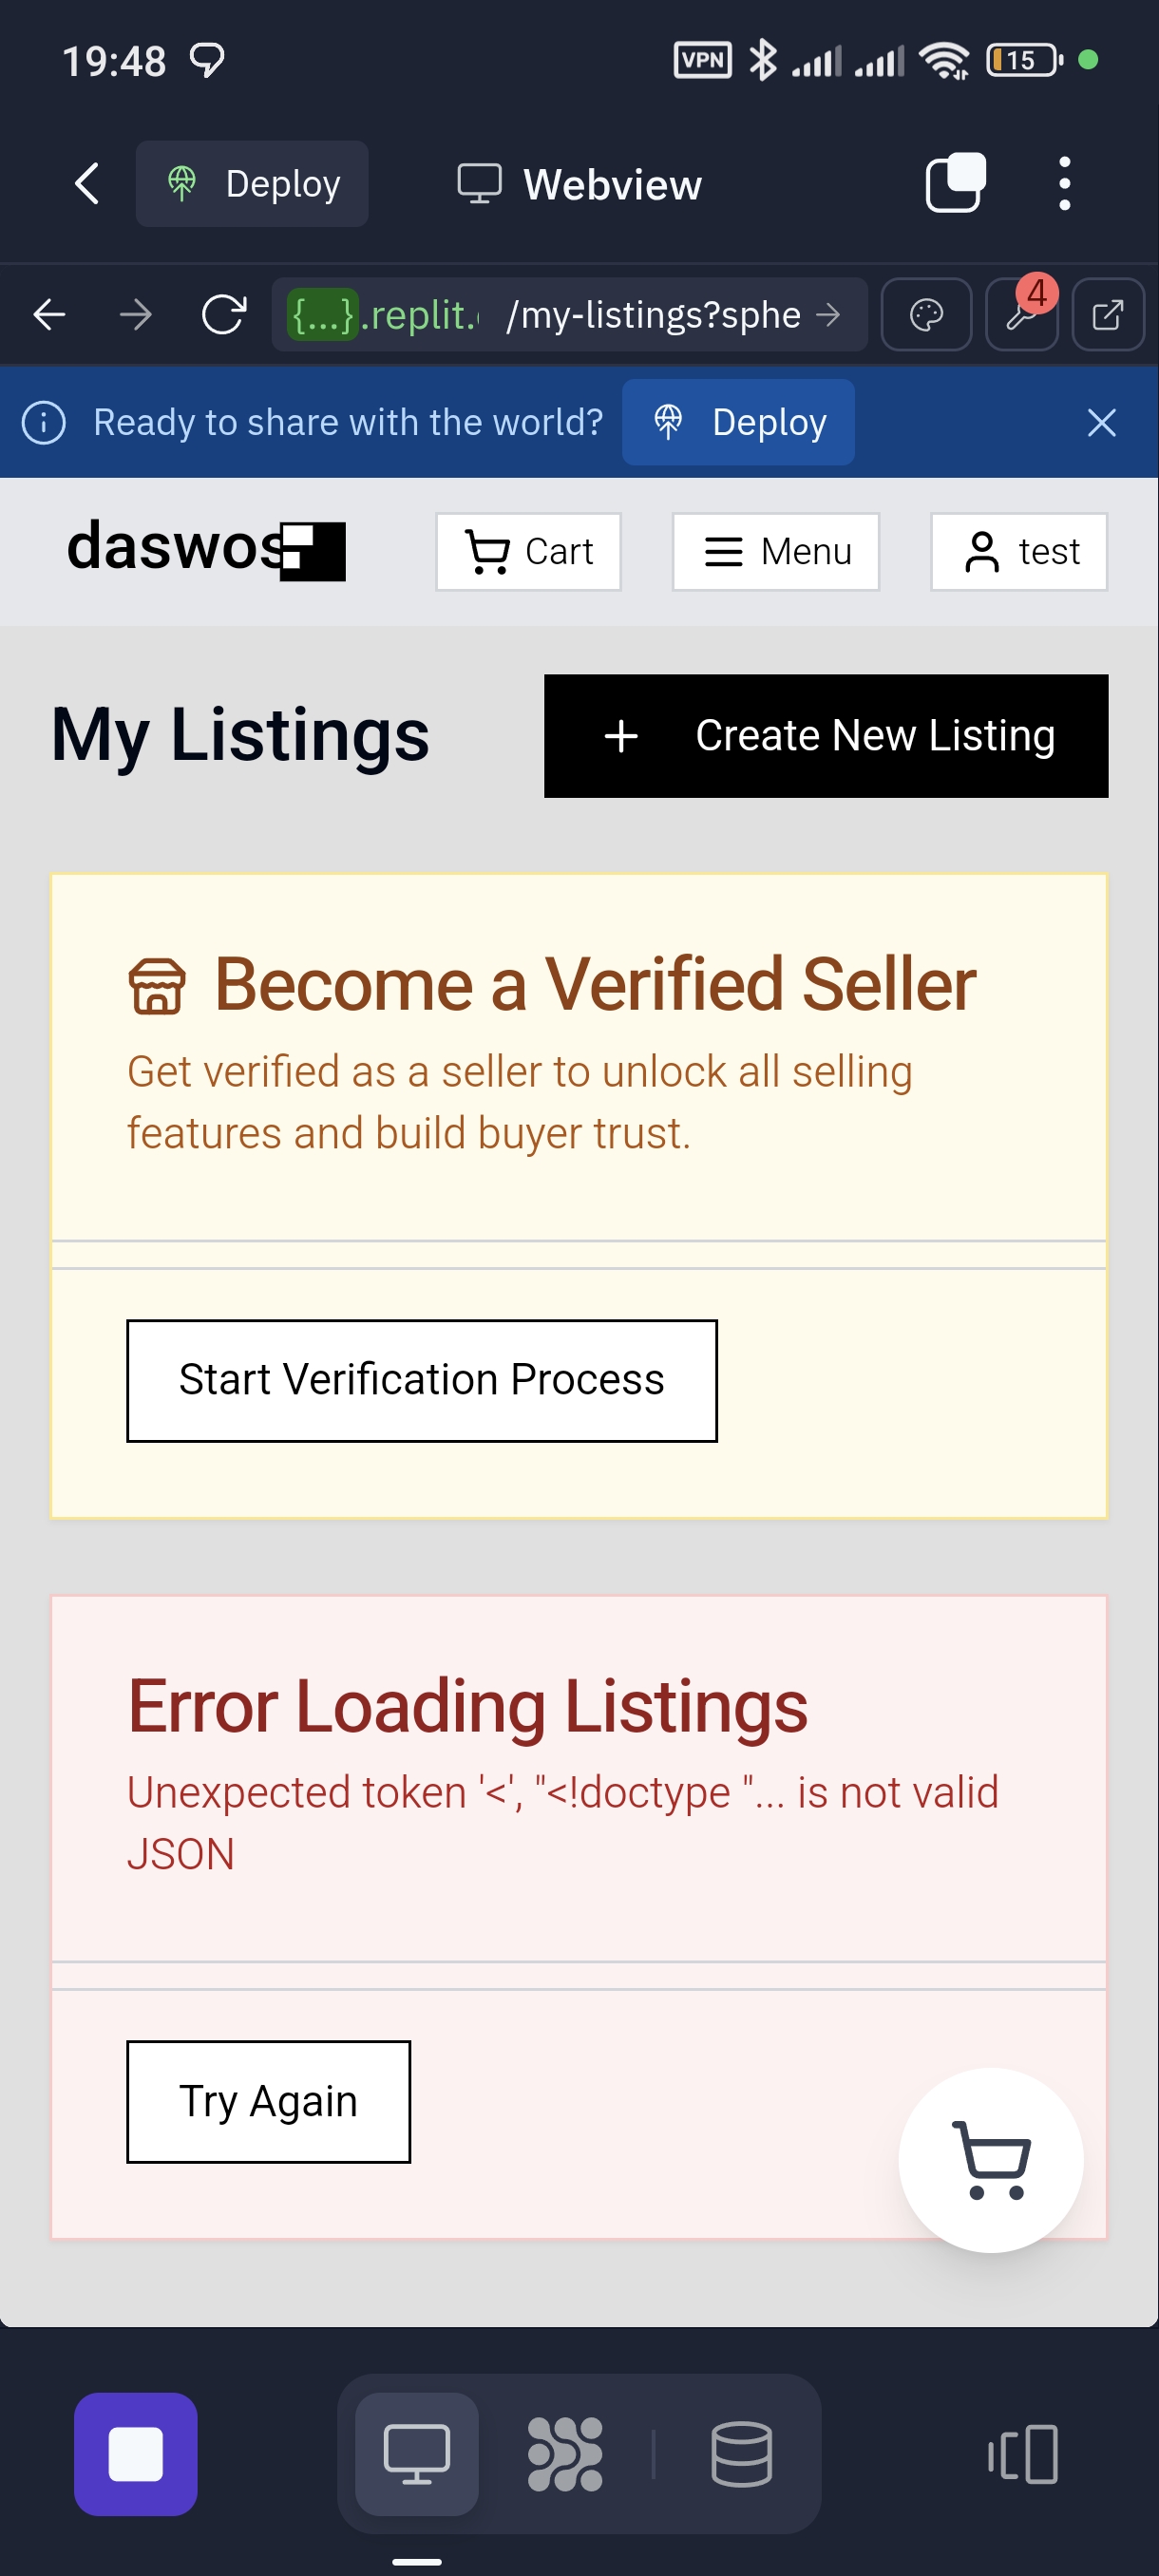 19:48
VPN
15
Deploy
Webview
{...}.replit.
/my-listings?sphe
4
Ready to share with the world?
Deploy
daswos
Cart
Menu
test
My Listings
Create New Listing
Become a Verified Seller
Get verified as a seller to unlock all selling
features and build buyer trust.
Start Verification Process
Error Loading Listings
Unexpected token '<', "<!doctype "... is not valid
JSON
Try Again